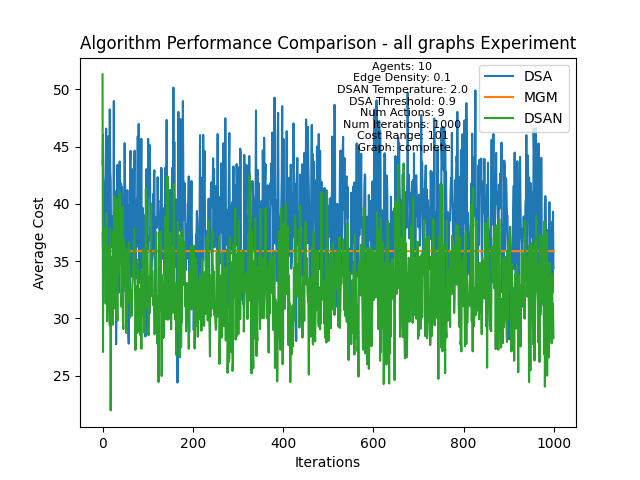 Algorithm Performance Comparison - all graphs Experiment
Agents: 10
Edge Density: 0.1
DSAN Temperature: 2.0
DSA Threshold: 0.9
Num Actions: 9
Num Iterations: 1000
Cost Range: 101
Graph: complete
DSA
MGM
DSAN
50
45
40
35
30
25
Average Cost
0
200
400
600
800
1000
Iterations